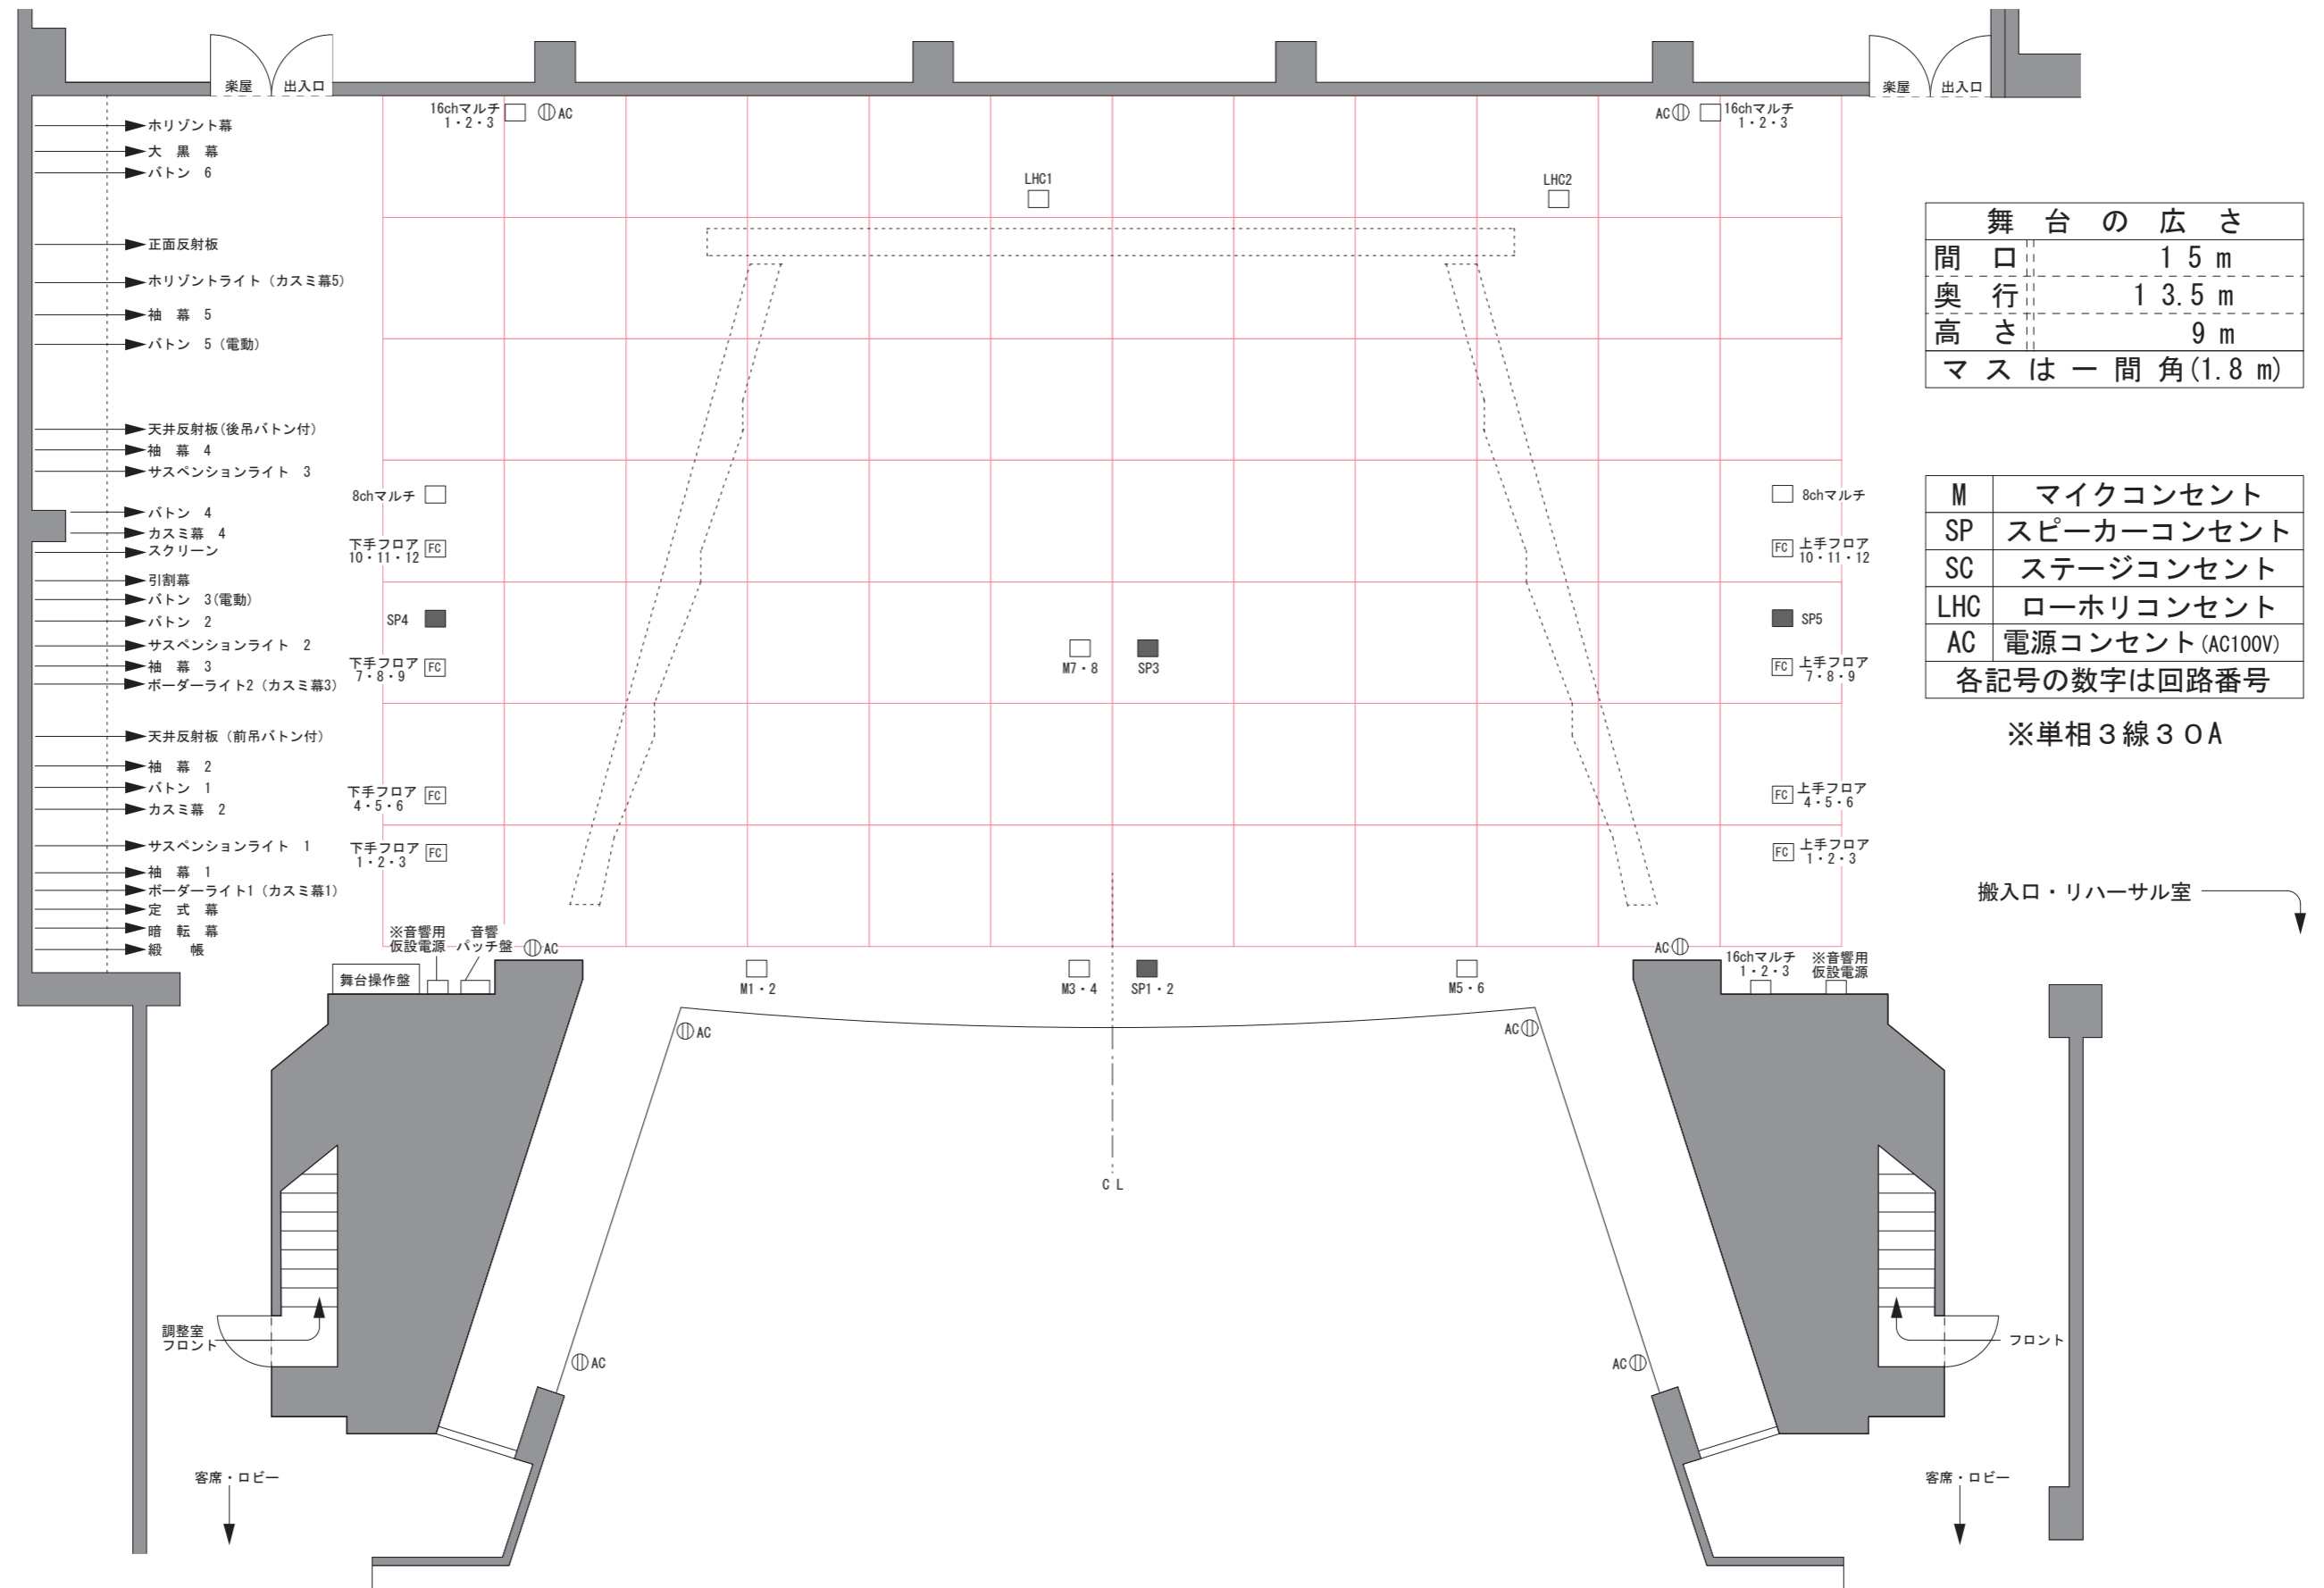 楽屋 出入口
楽屋 出入口
16chマルチ
1・2・3
AC
AC
16chマルチ
1・2・3
ホリゾント幕
大 黒 幕
バトン 6
LHC1
LHC2
正面反射板
ホリゾントライト（カスミ幕5）
袖 幕 5
バトン 5（電動）
天井反射板(後吊バトン付)
袖 幕 4
サスペンションライト 3
バトン 4
カスミ幕 4
スクリーン
引割幕
バトン 3(電動)
バトン 2
サスペンションライト 2
袖 幕 3
ボーダーライト2（カスミ幕3）
天井反射板（前吊バトン付）
袖 幕 2
バトン 1
カスミ幕 2
サスペンションライト 1
袖 幕 1
ボーダーライト1（カスミ幕1）
定 式 幕
暗 転 幕
緞 帳
8chマルチ
下手フロア
10・11・12
FC
SP4
下手フロア
7・8・9
FC
下手フロア
4・5・6
FC
下手フロア
1・2・3
FC
M7・8
SP3
8chマルチ
FC
上手フロア
10・11・12
SP5
FC
上手フロア
7・8・9
FC
上手フロア
4・5・6
FC
上手フロア
1・2・3
舞台の広さ
間 口 15m
奥 行 13.5m
高 さ 9m
マスは一間角(1.8m)
M マイクコンセント
SP スピーカーコンセント
SC ステージコンセント
LHC ローホリコンセント
AC 電源コンセント(AC100V)
各記号の数字は回路番号
※単相３線３０A
搬入口・リハーサル室
※音響用
仮設電源
音響
パッチ盤
AC
舞台操作盤
M1・2
M3・4
SP1・2
M5・6
AC
16chマルチ
1・2・3
※音響用
仮設電源
AC
AC
CL
調整室
フロント
AC
AC
フロント
客席・ロビー
客席・ロビー